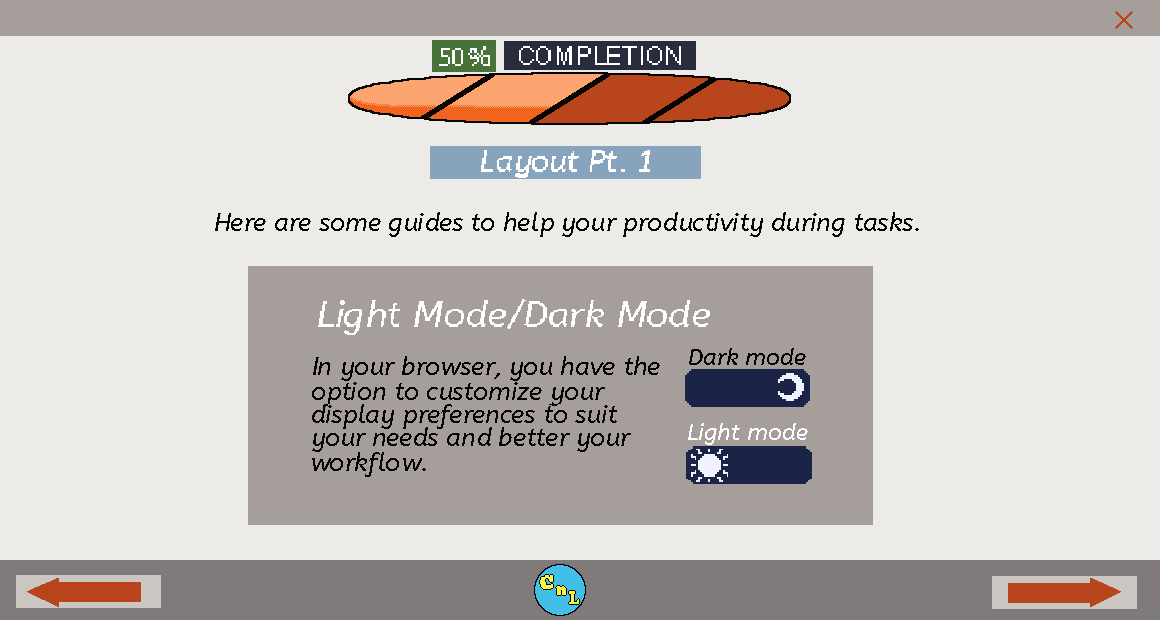 50% COMPLETION
Layout Pt. 1
Here are some guides to help your productivity during tasks.
Light Mode/Dark Mode
In your browser, you have the
option to customize your
display preferences to suit
your needs and better your
workflow.
Dark mode
Light mode
CnL